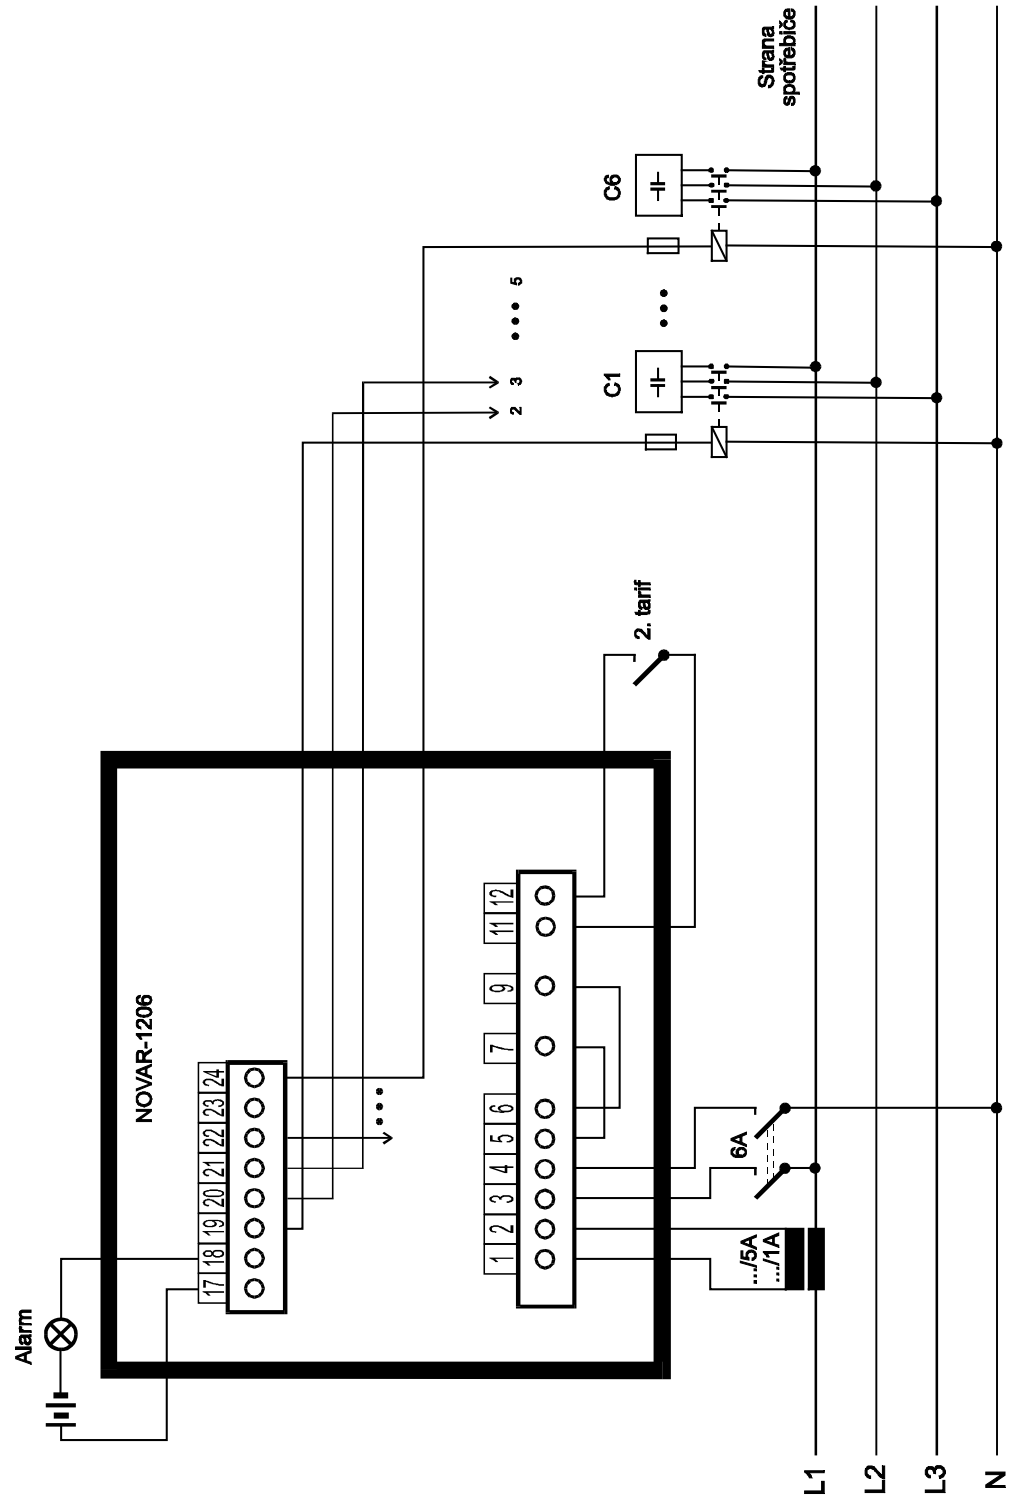 Alarm
NOVAR-1206
17 18 19 20 21 22 23 24
1 2 3 4 5 6 7 9 11 12
.../5A
.../1A
6A
2. tarif
2
3
5
C1
C6
Strana
spotřebiče
L1
L2
L3
N